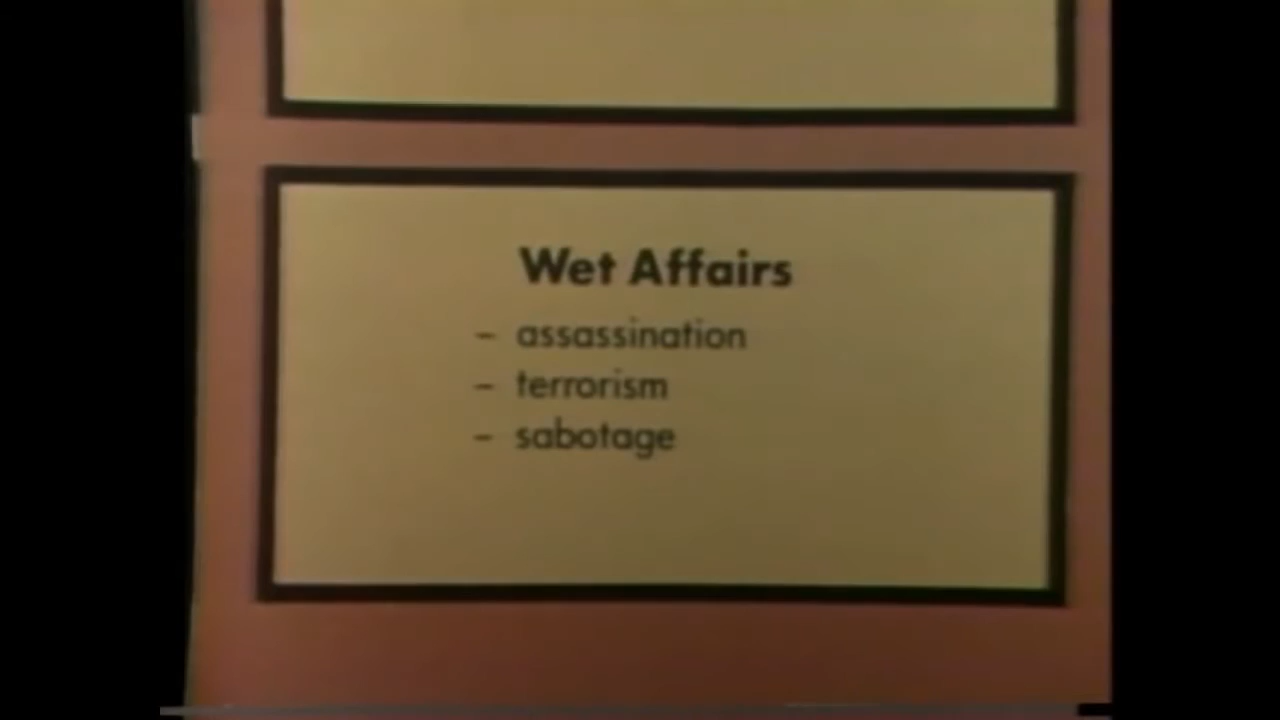 Wet Affairs
– assassination
– terrorism
– sabotage